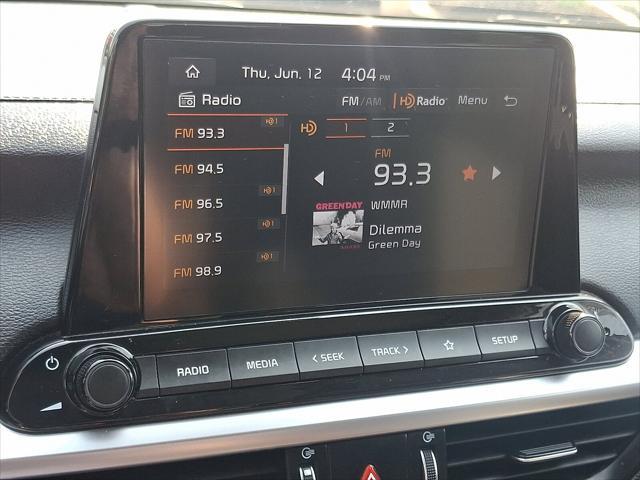 Thu, Jun. 12 4:04 PM
Radio FM/AM HD Radio Menu
FM 93.3 HD1
FM 94.5
FM 96.5 HD1
FM 97.5 HD1
FM 98.9 HD1
HD 1 2
FM
93.3
WMMR
GREEN DAY
Dilemma
Green Day
RADIO MEDIA < SEEK TRACK > SETUP